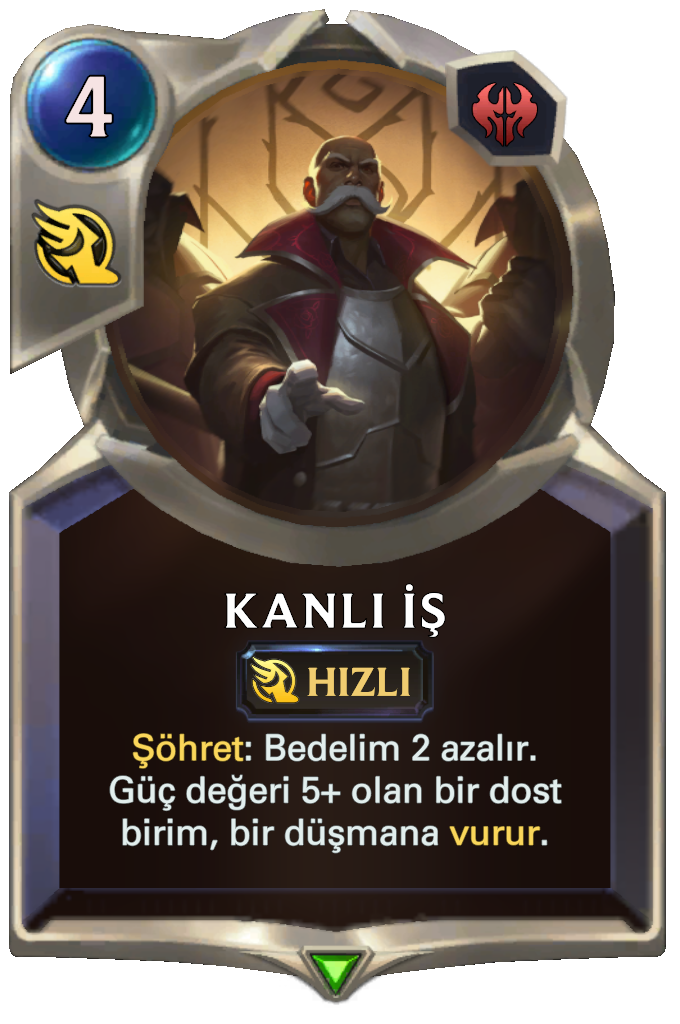 4
KANLI İŞ
HIZLI
Şöhret: Bedelim 2 azalır.
Güç değeri 5+ olan bir dost
birim, bir düşmana vurur.